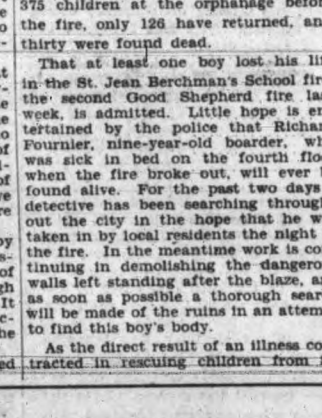 375 children at the orphanage befor
the fire, only 126 have returned, an
thirty were found dead.
That at least one boy lost his li
in the St. Jean Berchman's School fir
the second Good Shepherd fire la
week, is admitted. Little hope is en
tertained by the police that Richar
Fournier, nine-year-old boarder, wh
was sick in bed on the fourth floo
when the fire broke out, will ever
found alive. For the past two days
detective has been searching through
out the city in the hope that he w
taken in by local residents the night
the fire. In the meantime work is co
tinuing in demolishing the dangero
walls left standing after the blaze, a
as soon as possible a thorough sear
will be made of the ruins in an attem
to find this boy's body.
As the direct result of an illness co
tracted in rescuing children from